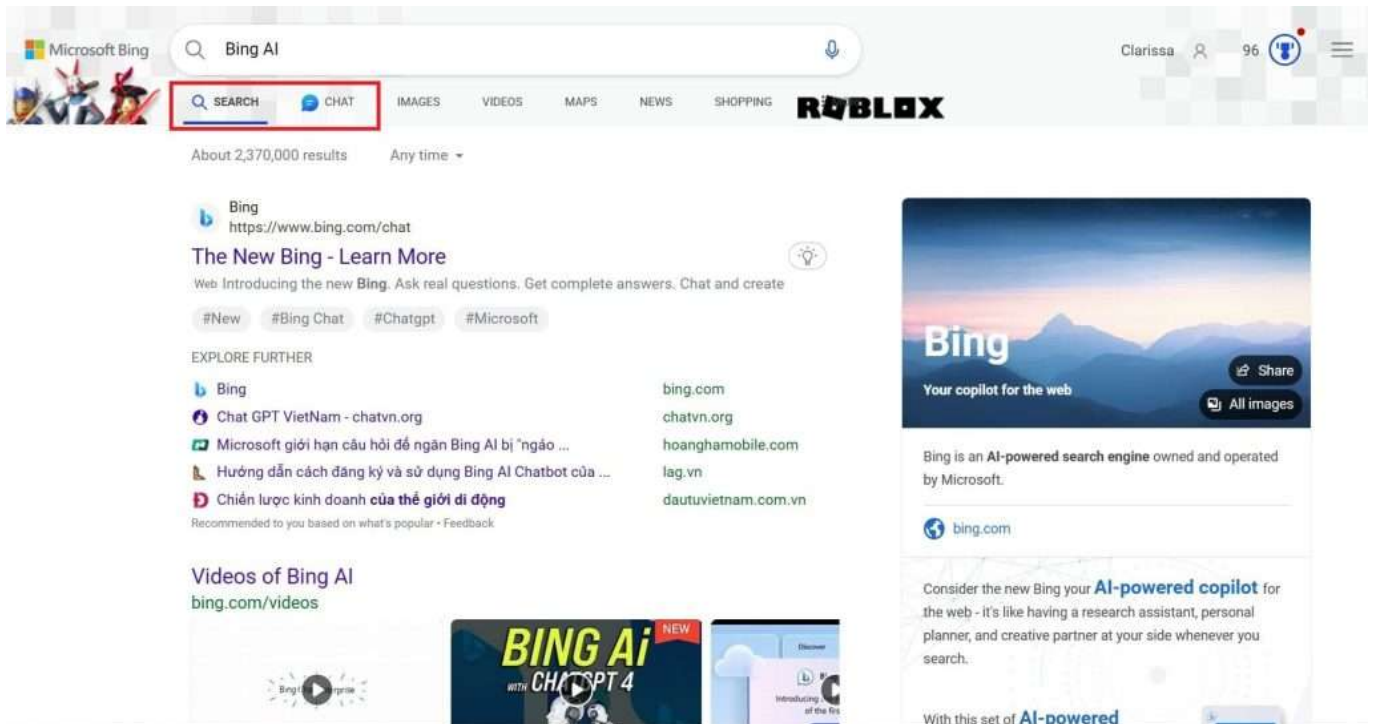 Microsoft Bing
Bing AI
Clarissa
96
SEARCH
CHAT
IMAGES
VIDEOS
MAPS
NEWS
SHOPPING
ROBLOX
About 2,370,000 results
Any time
Bing
https://www.bing.com/chat
The New Bing - Learn More
Web Introducing the new Bing. Ask real questions. Get complete answers. Chat and create
#New
#Bing Chat
#Chatgpt
#Microsoft
EXPLORE FURTHER
Bing
bing.com
Chat GPT VietNam - chatvn.org
chatvn.org
Microsoft giới hạn câu hỏi để ngăn Bing AI bị "ngáo ...
hoanghamobile.com
Hướng dẫn cách đăng ký và sử dụng Bing AI Chatbot của ...
lag.vn
Chiến lược kinh doanh của thế giới di động
dautuvietnam.com.vn
Recommended to you based on what's popular • Feedback
Videos of Bing AI
bing.com/videos
NEW
BING Ai
WITH CHATGPT 4
Discover
Introducing
of the
Bing
Your copilot for the web
Share
All images
Bing is an AI-powered search engine owned and operated
by Microsoft.
bing.com
Consider the new Bing your AI-powered copilot for
the web - it's like having a research assistant, personal
planner, and creative partner at your side whenever you
search.
With this set of AI-powered